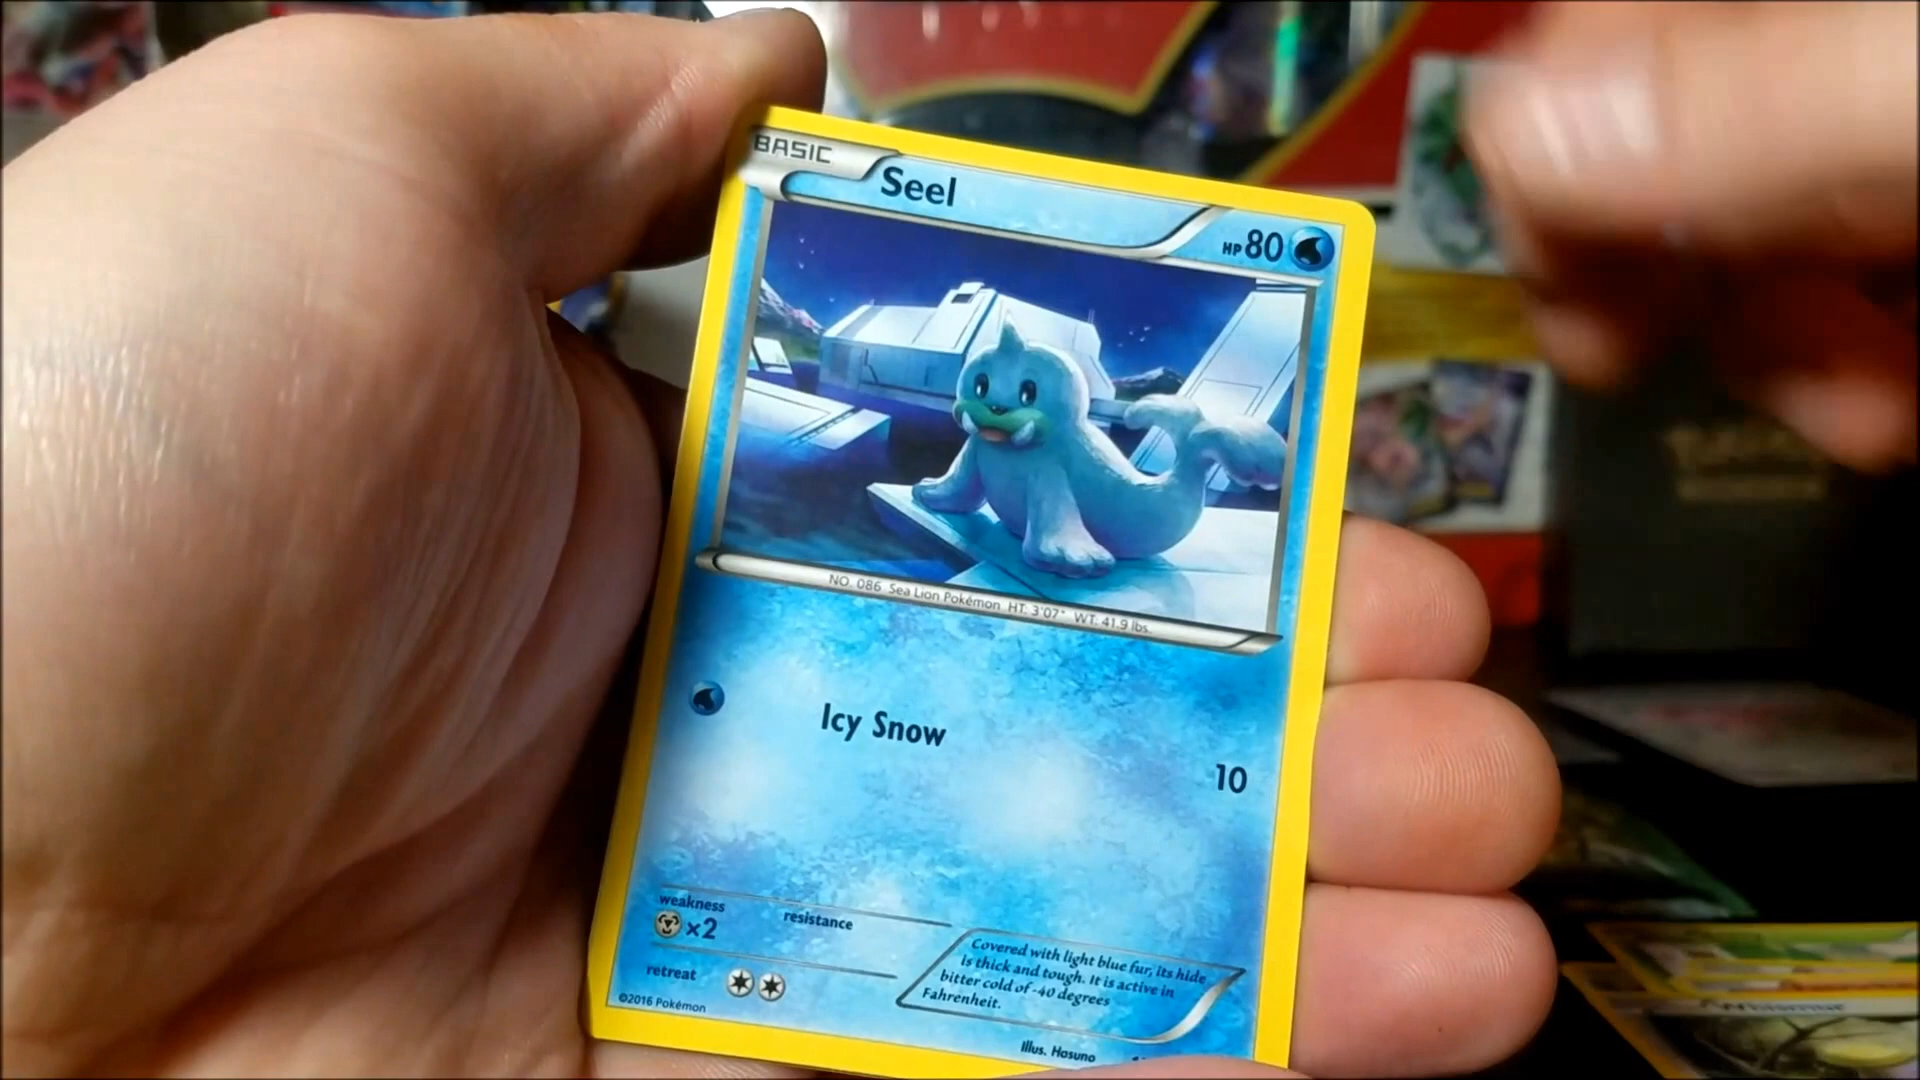 BASIC
Seel
HP 80
NO. 086 Sea Lion Pokémon HT: 3'07" WT: 41.9 lbs.
Icy Snow
10
weakness
×2
resistance
retreat
Covered with light blue fur, its hide
is thick and tough. It is active in
bitter cold of -40 degrees
Fahrenheit.
©2016 Pokémon
Illus. Hasuno